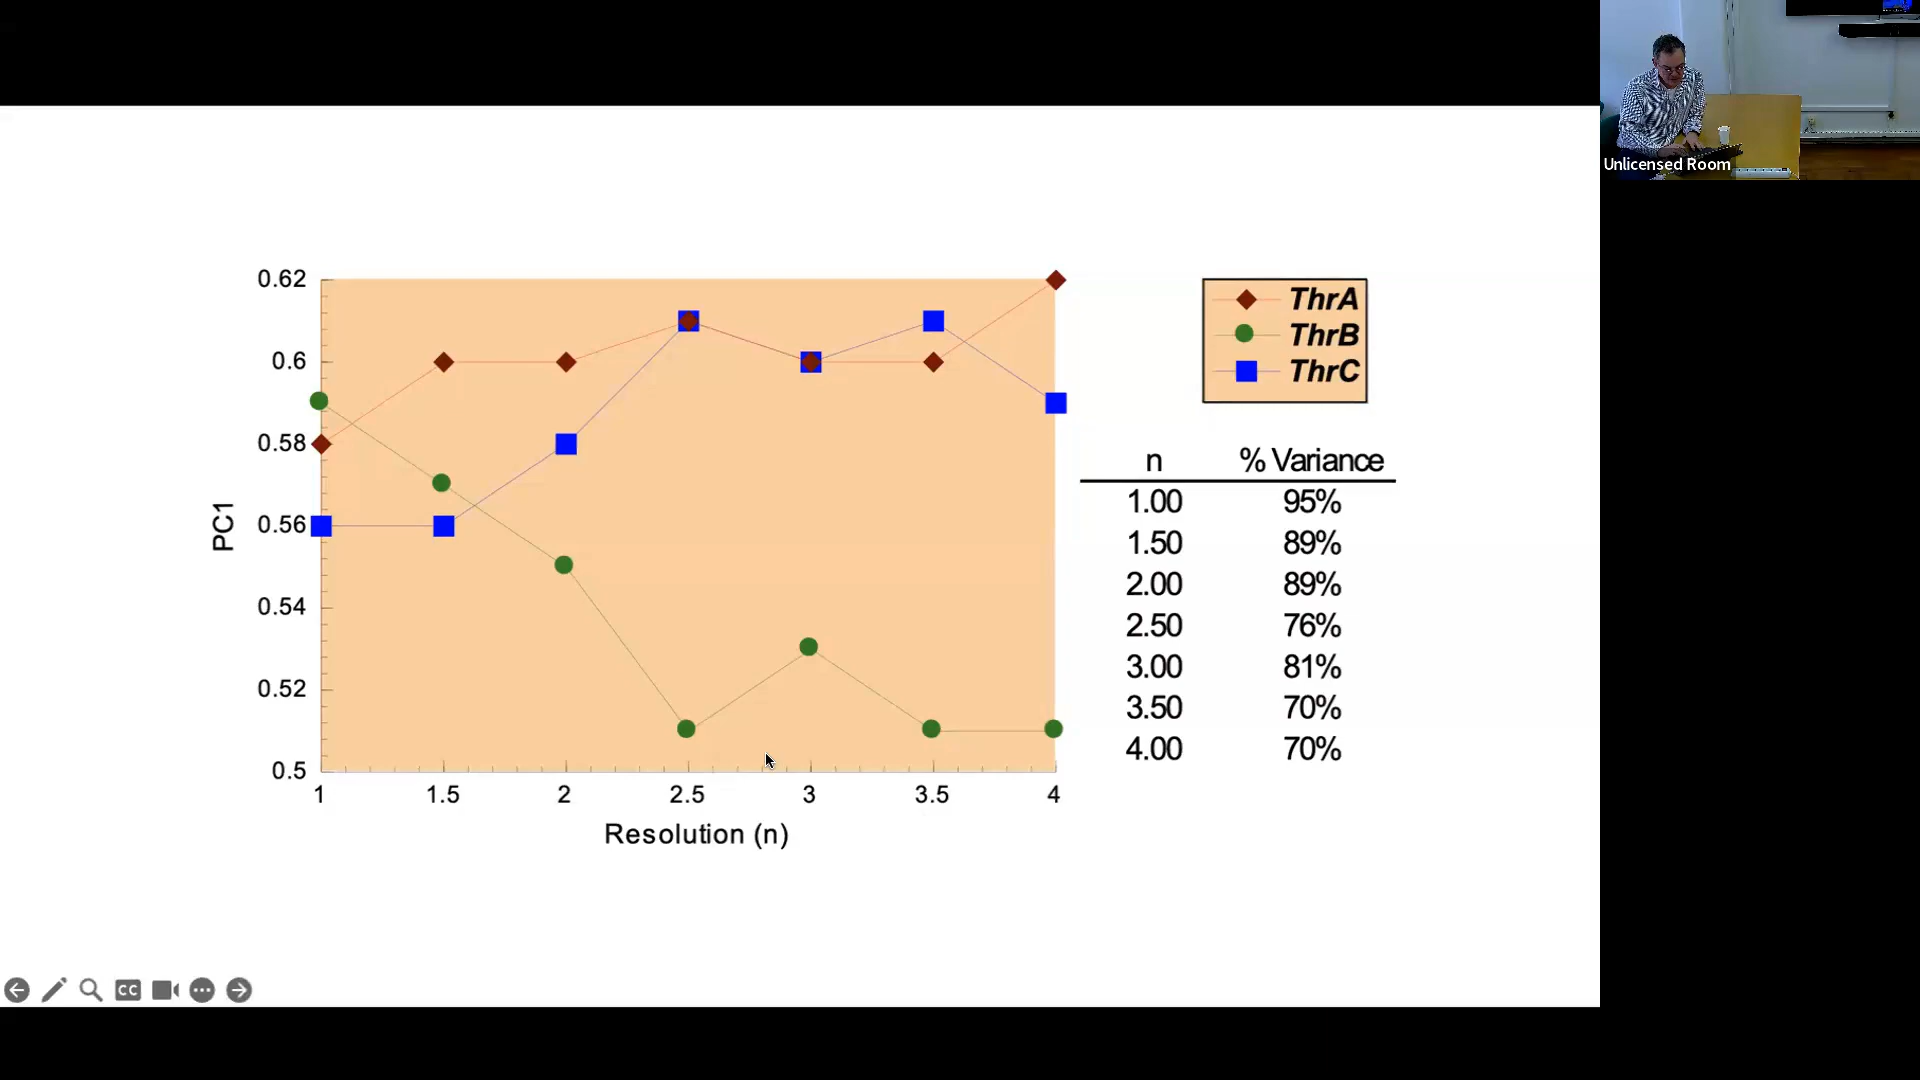 Unlicensed Room
0.62
0.6
0.58
0.56
0.54
0.52
0.5
PC1
1 1.5 2 2.5 3 3.5 4
Resolution (n)
ThrA
ThrB
ThrC
n % Variance
1.00 95%
1.50 89%
2.00 89%
2.50 76%
3.00 81%
3.50 70%
4.00 70%
CC